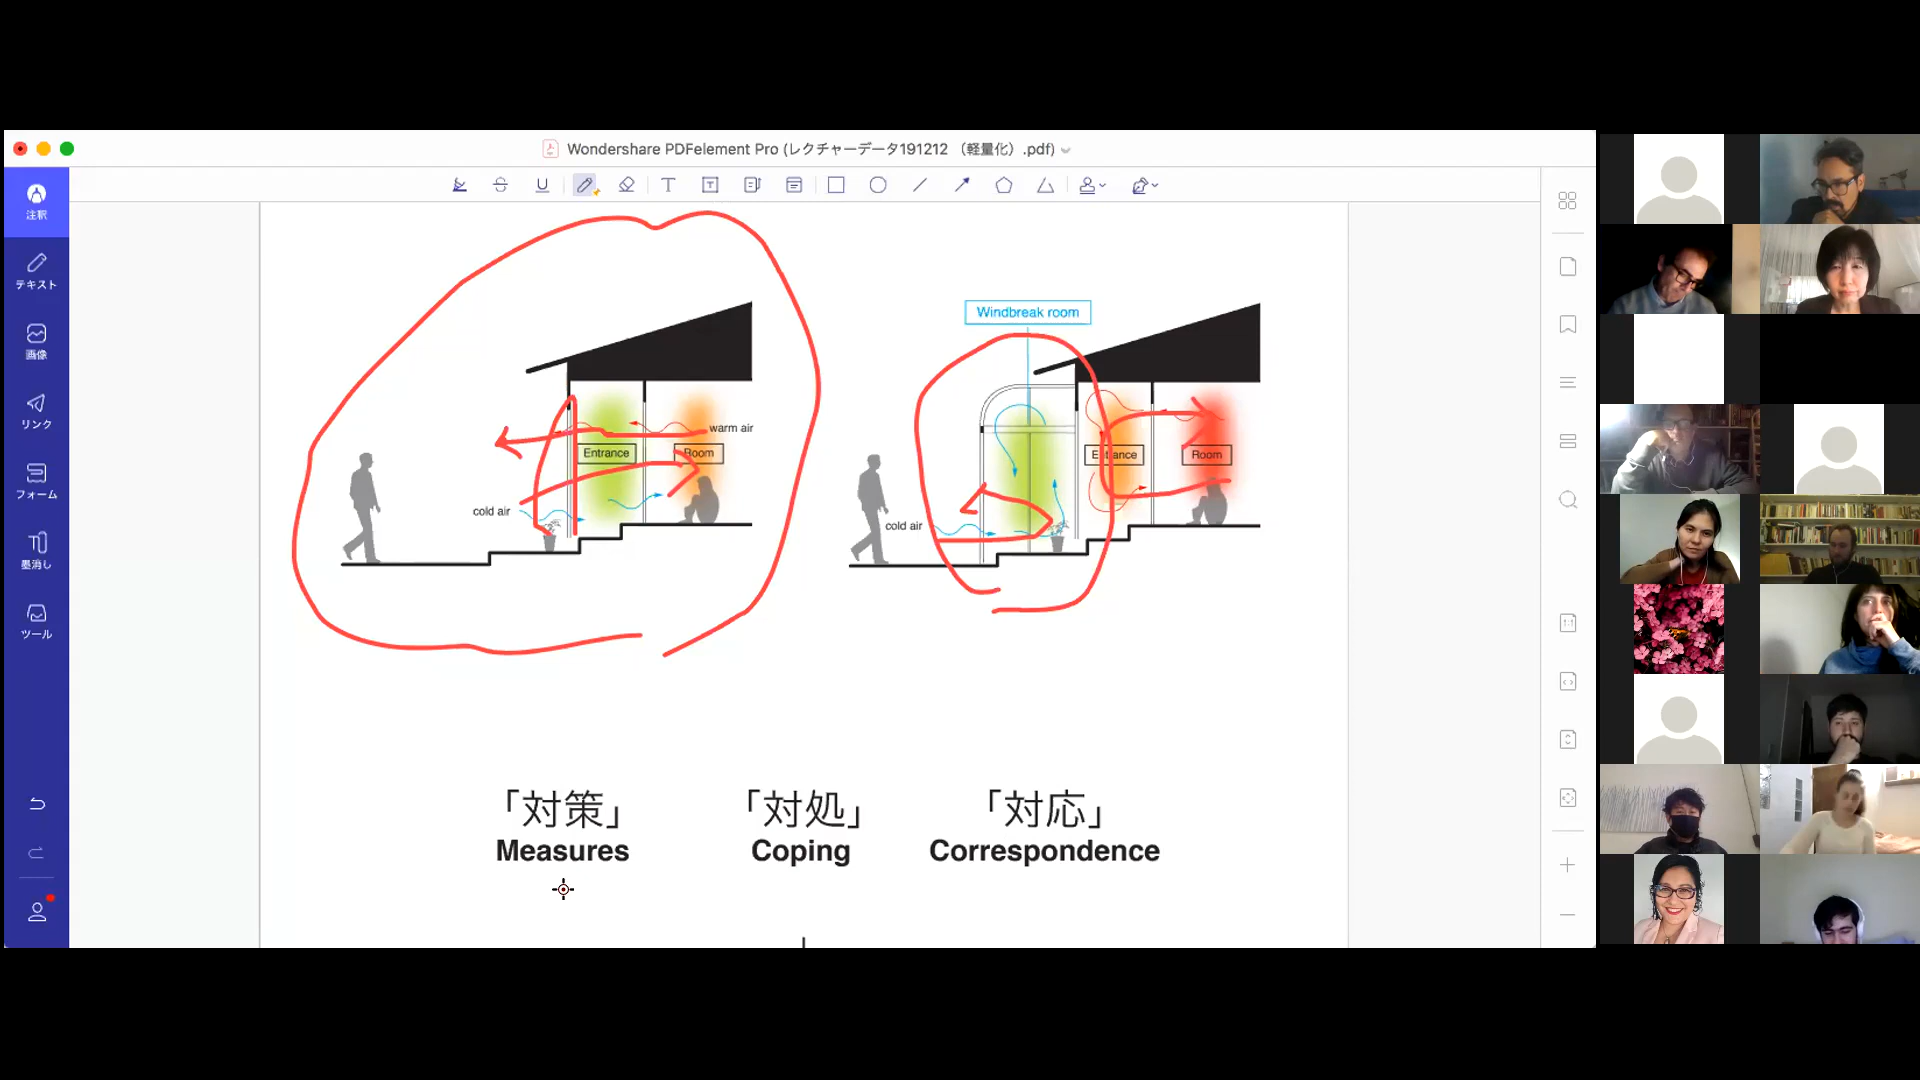 Wondershare PDFelement Pro (レクチャーデータ191212 （軽量化）.pdf)
注釈
テキスト
画像
リンク
フォーム
墨消し
ツール
warm air
Entrance
Room
cold air
Windbreak room
Entrance
Room
cold air
「対策」
Measures
「対処」
Coping
「対応」
Correspondence